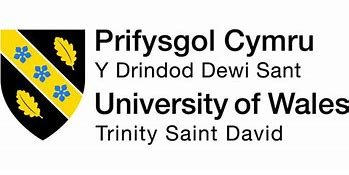 Prifysgol Cymru
Y Drindod Dewi Sant
University of Wales
Trinity Saint David